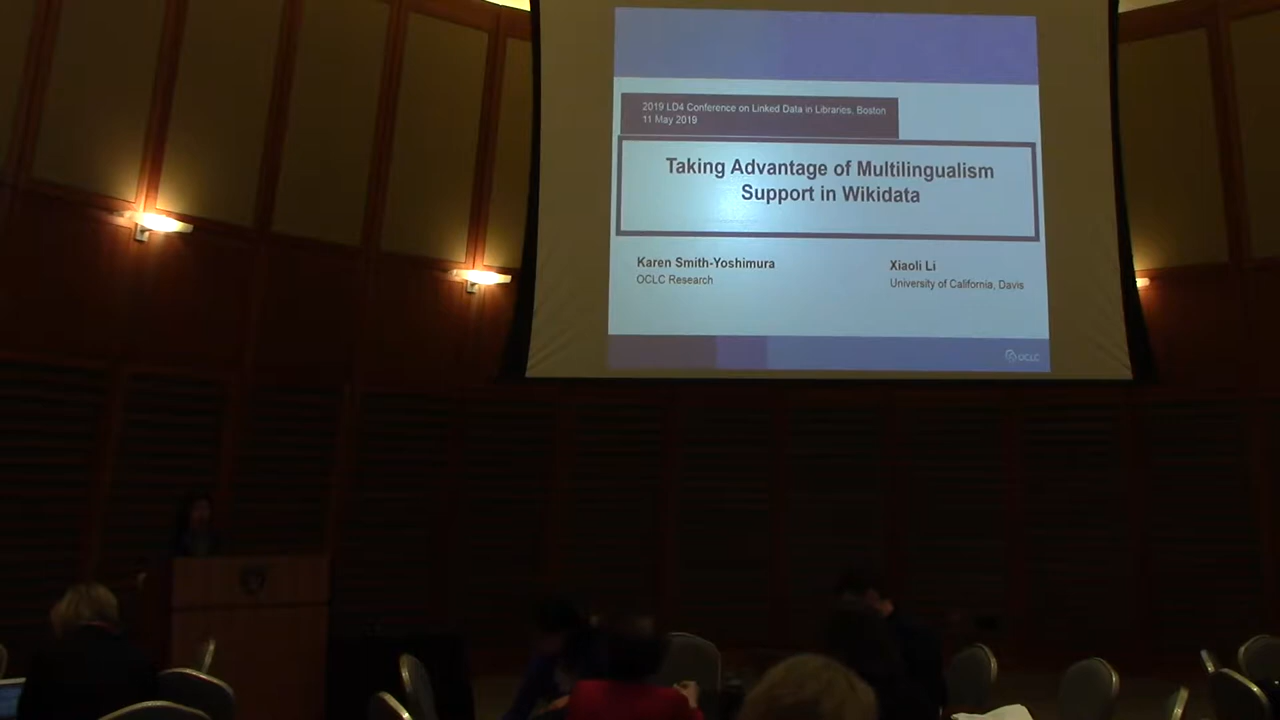 2019 LD4 Conference on Linked Data in Libraries, Boston
11 May 2019
Taking Advantage of Multilingualism
Support in Wikidata
Karen Smith-Yoshimura
OCLC Research
Xiaoli Li
University of California, Davis
OCLC